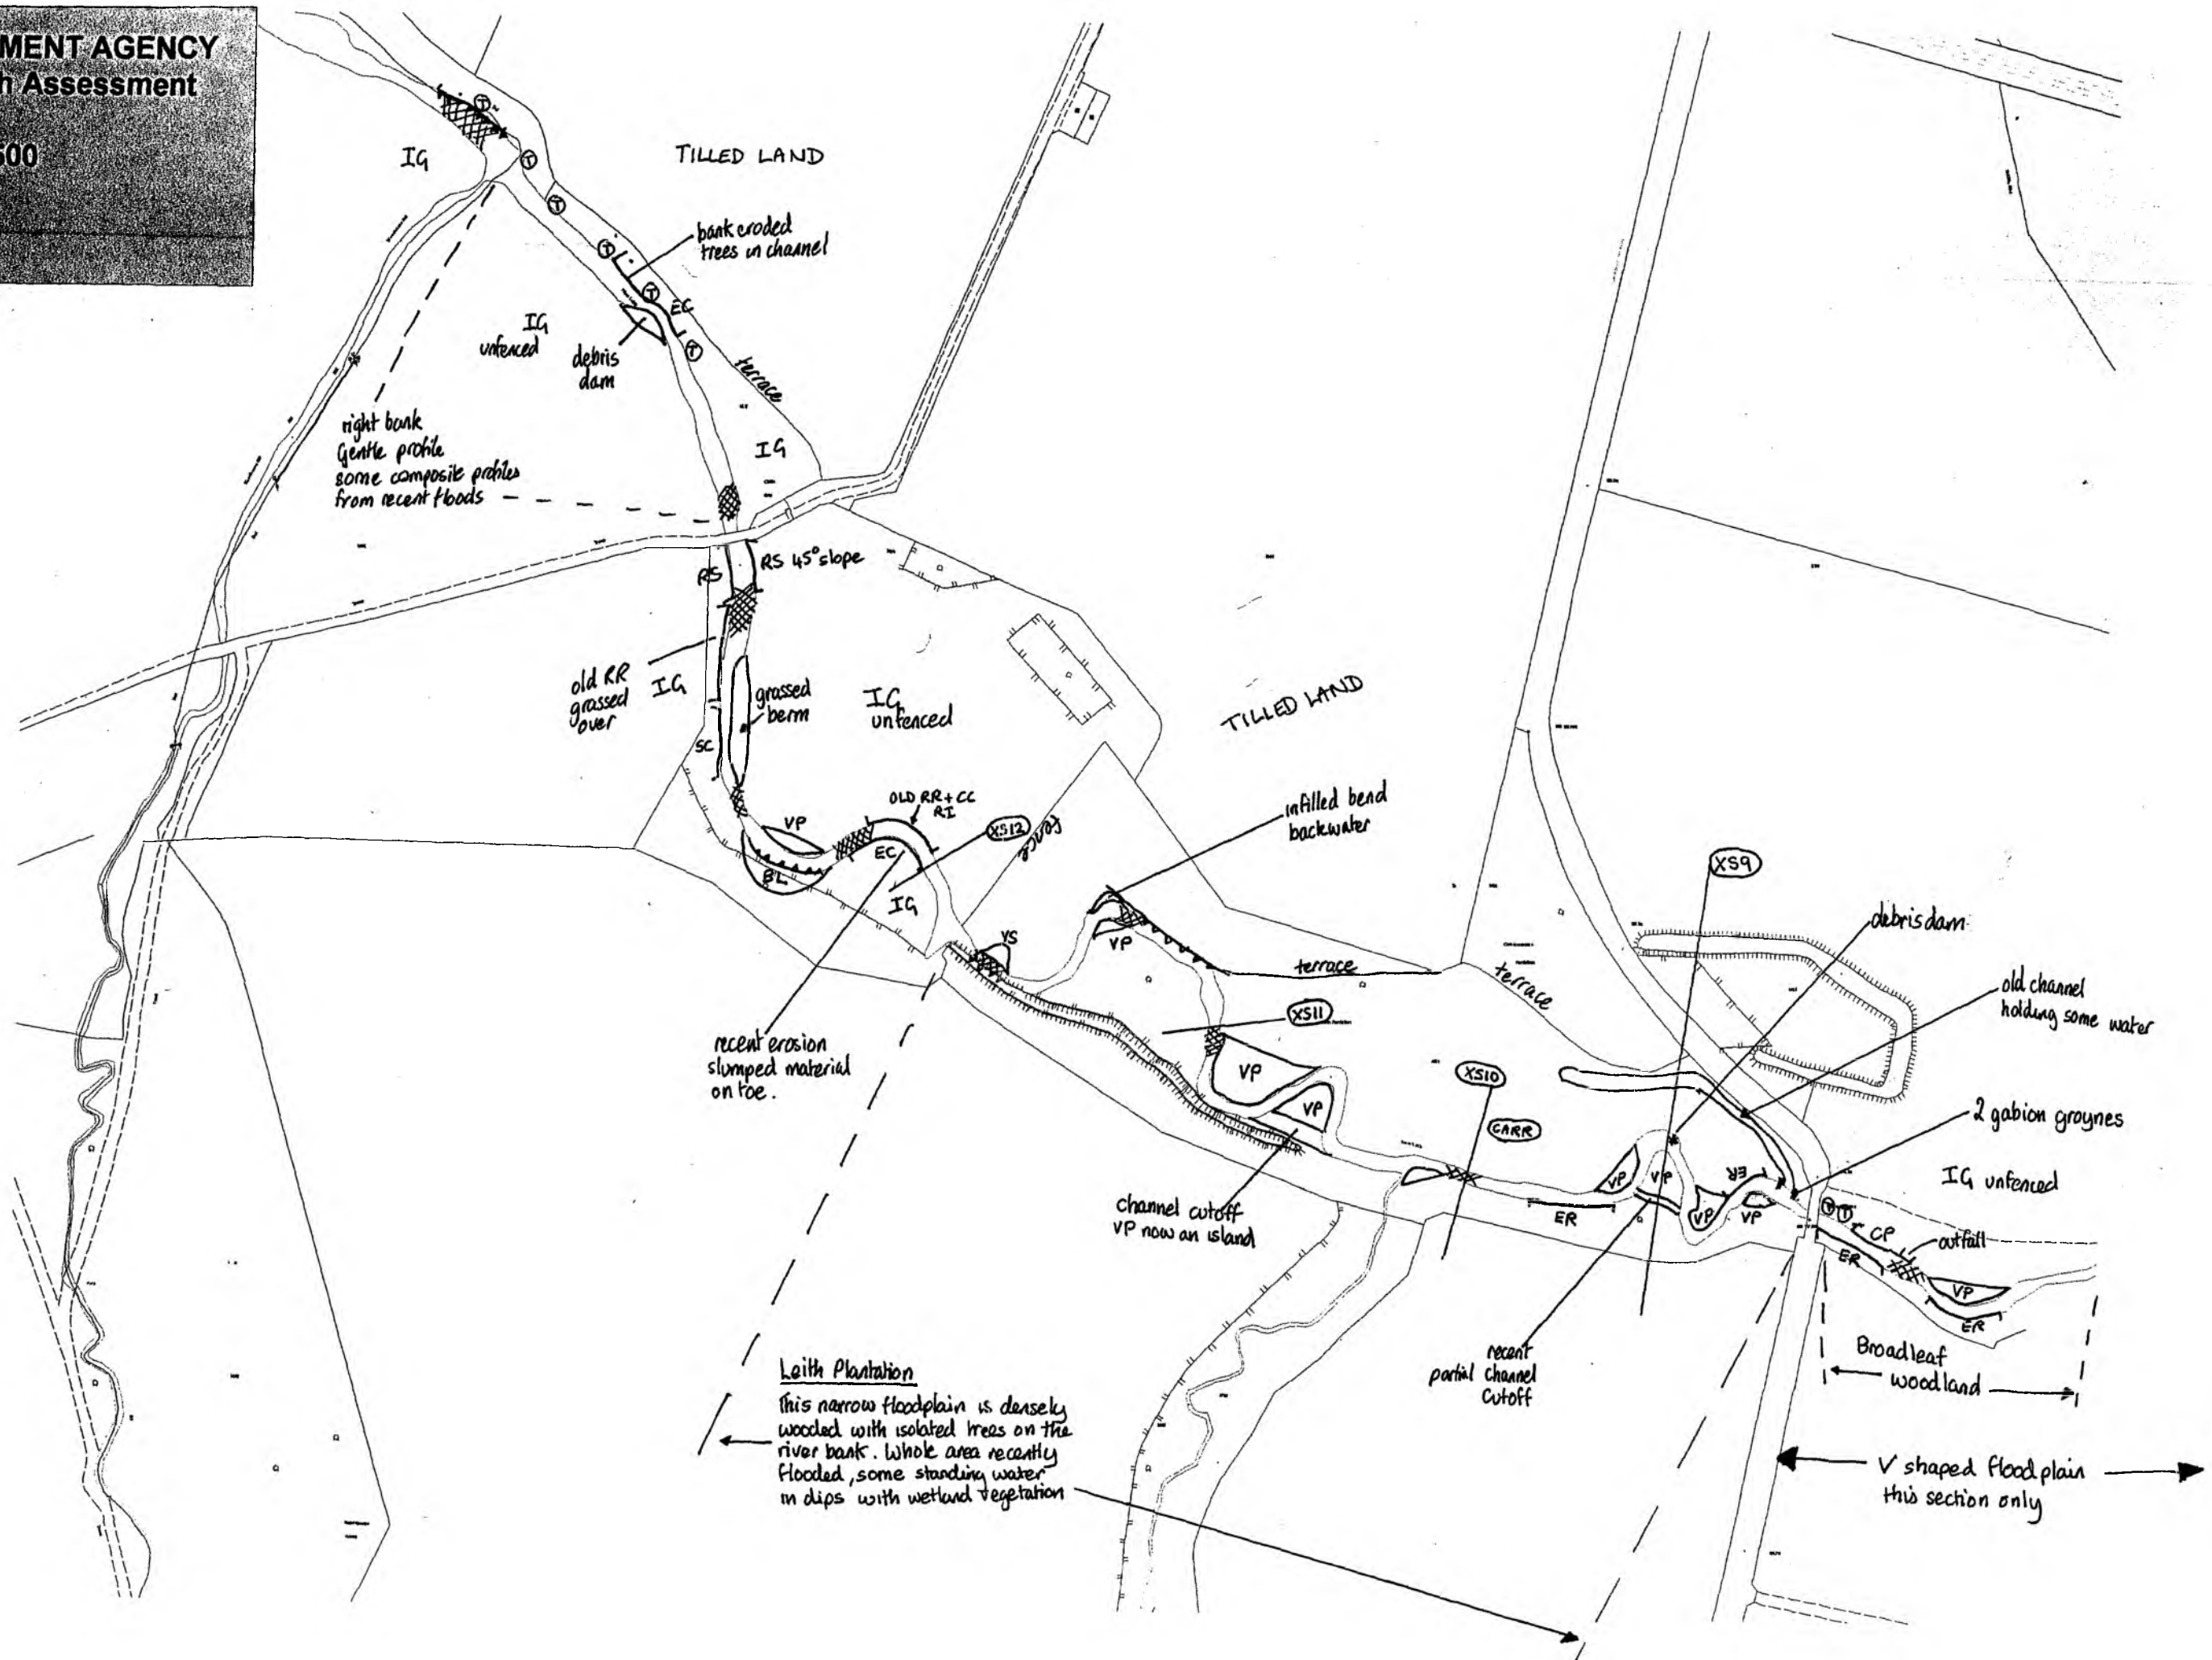 MENT AGENCY
h Assessment
500
IG
TILLED LAND
T
T
T
T
T
T
bank eroded
trees in channel
EC
IG
unfenced
debris
dam
terrace
right bank
Gentle profile
some composite profiles
from recent floods
IG
RS
RS 45° slope
old RR
grassed
over
IG
grassed
berm
IG
unfenced
TILLED LAND
SC
VP
OLD RR + CC
RI
EC
BL
XS12
IG
fence
infilled bend
backwater
VS
VP
terrace
terrace
XS11
XS9
debris dam
old channel
holding some water
recent erosion
slumped material
on toe.
VP
VP
XS10
CARR
2 gabion groynes
IG unfenced
VP
VP
ER
VP
VP
ER
T
T
CP
outfall
ER
VP
ER
channel cutoff
VP now an island
recent
partial channel
cutoff
Broadleaf
woodland
Leith Plantation
This narrow floodplain is densely
wooded with isolated trees on the
river bank. Whole area recently
flooded, some standing water
in dips with wetland vegetation
V shaped floodplain
this section only